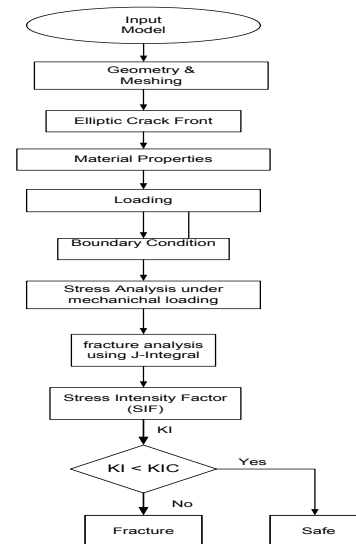 Input
Model
Geometry &
Meshing
Elliptic Crack Front
Material Properties
Loading
Boundary Condition
Stress Analysis under
mechanichal loading
fracture analysis
using J-Integral
Stress Intensity Factor
(SIF)
KI
KI < KIC
Yes
No
Fracture
Safe